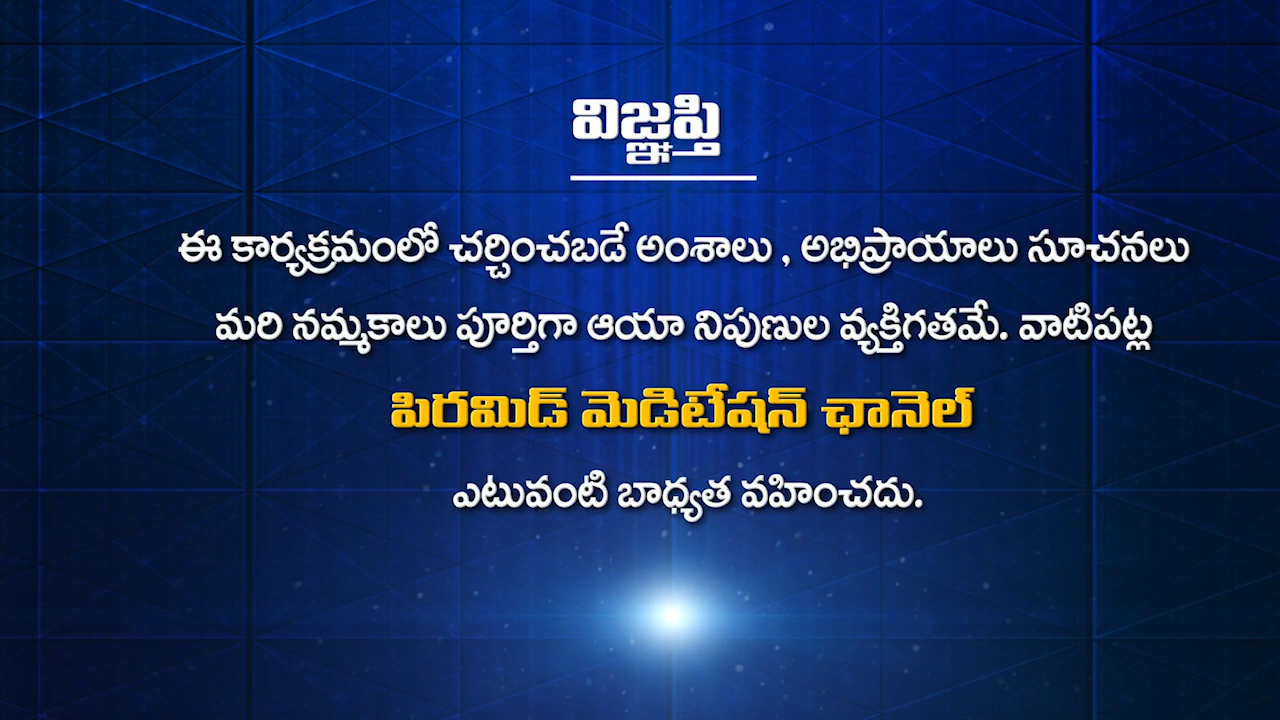 విజ్ఞప్తి
ఈ కార్యక్రమంలో చర్చించబడే అంశాలు , అభిప్రాయాలు సూచనలు
మరి నమ్మకాలు పూర్తిగా ఆయా నిపుణుల వ్యక్తిగతమే. వాటిపట్ల
పిరమిడ్ మెడిటేషన్ ఛానెల్
ఎటువంటి బాధ్యత వహించదు.